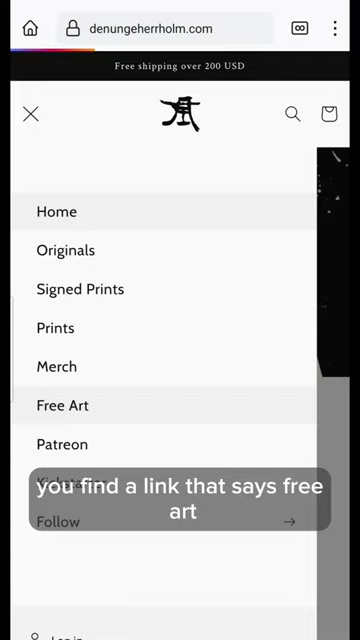 denungeherrholm.com
Free shipping over 200 USD
Home
Originals
Signed Prints
Prints
Merch
Free Art
Patreon
you find a link that says free
art
Follow